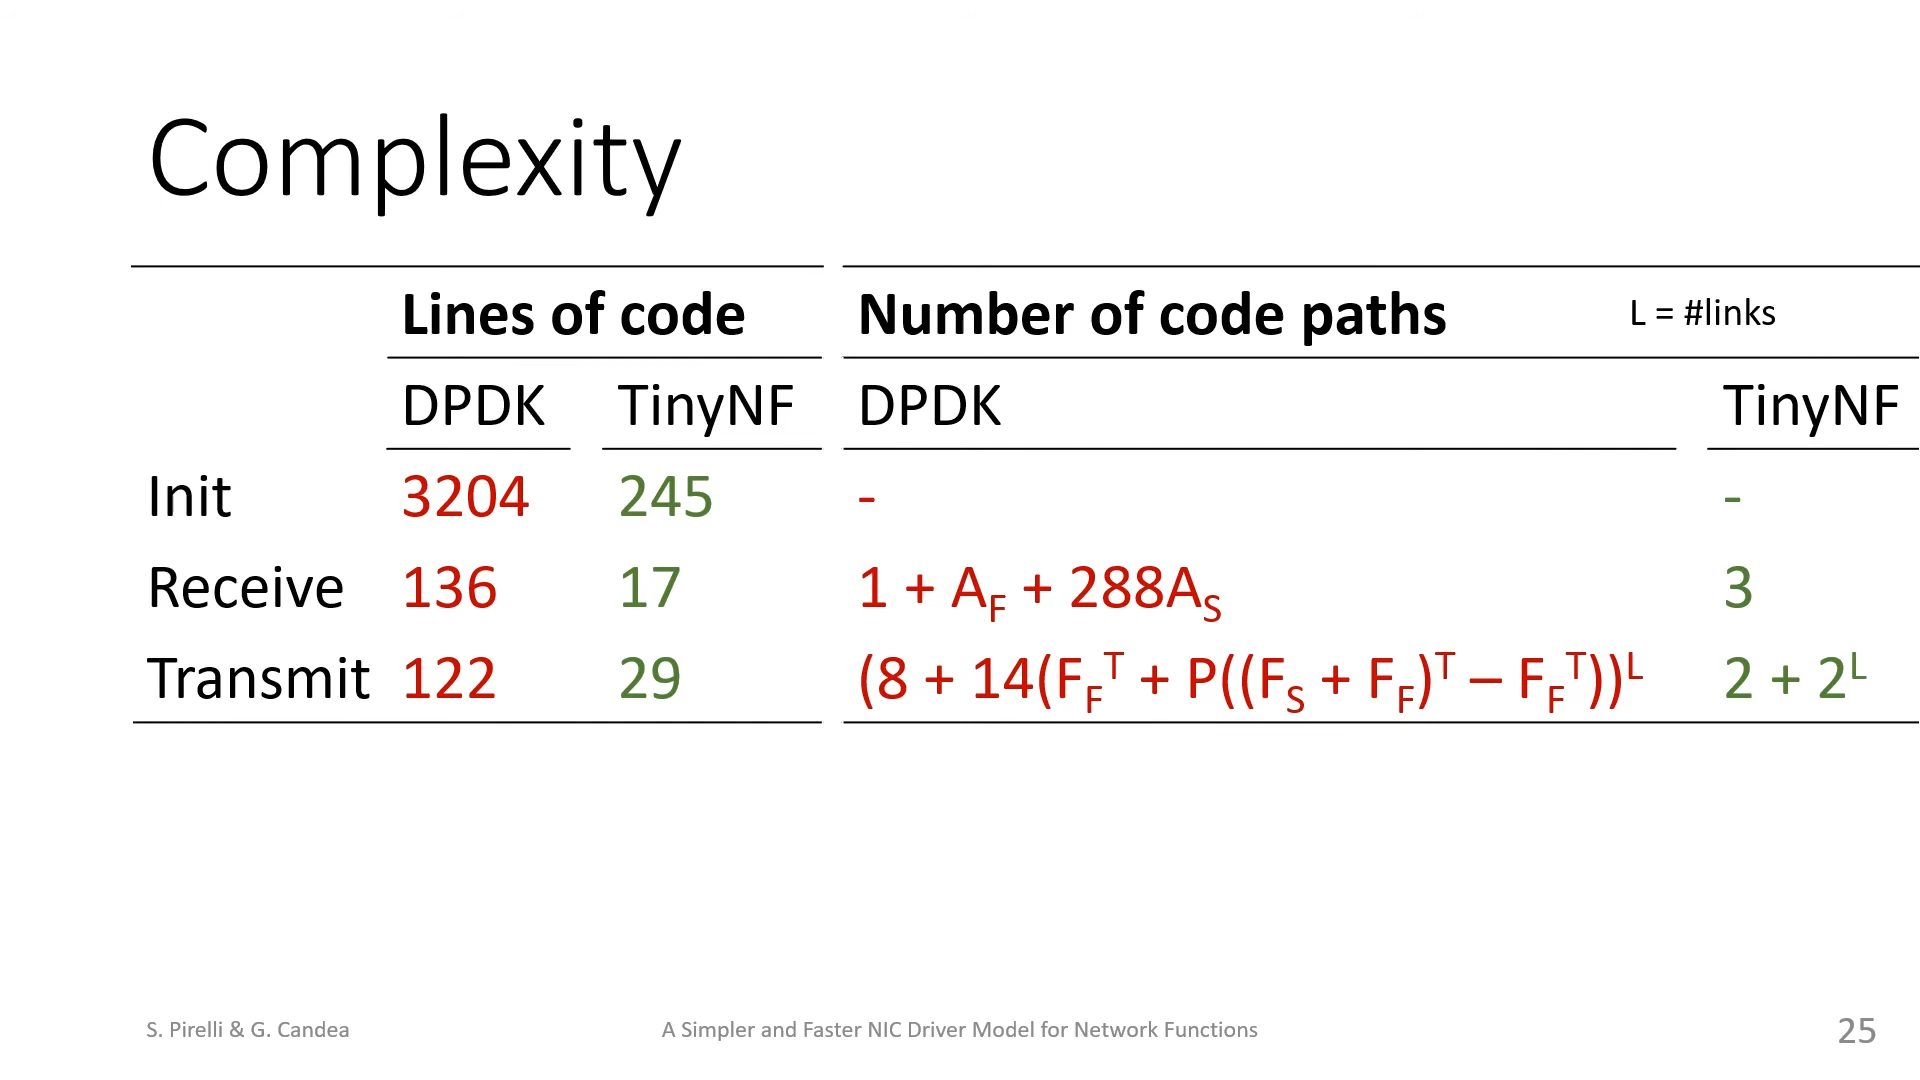 Complexity
Lines of code Number of code paths L = #links
DPDK TinyNF DPDK TinyNF
Init 3204 245 - -
Receive 136 17 1 + A_F + 288A_S 3
Transmit 122 29 (8 + 14(F_F^T + P((F_S + F_F)^T – F_F^T))^L 2 + 2^L
S. Pirelli & G. Candea A Simpler and Faster NIC Driver Model for Network Functions 25